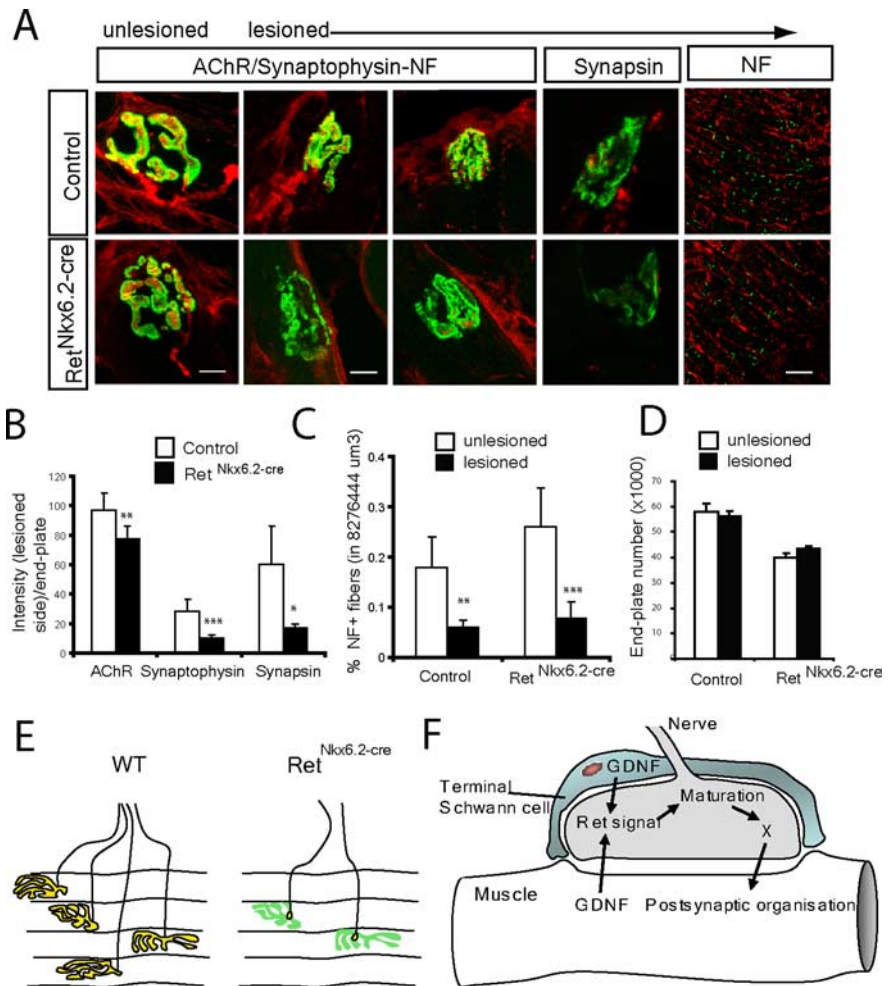 A
unlesioned lesioned
AChR/Synaptophysin-NF Synapsin NF
Control
Ret Nkx6.2-cre
B
Control
Ret Nkx6.2-cre
Intensity (lesioned side)/end-plate
120
100
80
60
40
20
0
**
***
*
AChR Synaptophysin Synapsin
C
unlesioned
lesioned
% NF+ fibers (in 8276444 um3)
0.4
0.3
0.2
0.1
0
**
***
Control Ret Nkx6.2-cre
D
unlesioned
lesioned
End-plate number (x1000)
70
60
50
40
30
20
10
0
Control Ret Nkx6.2-cre
E
WT Ret Nkx6.2-cre
F
Nerve
GDNF
Terminal
Schwann cell
Maturation
Ret signal
X
Muscle
GDNF
Postsynaptic organisation